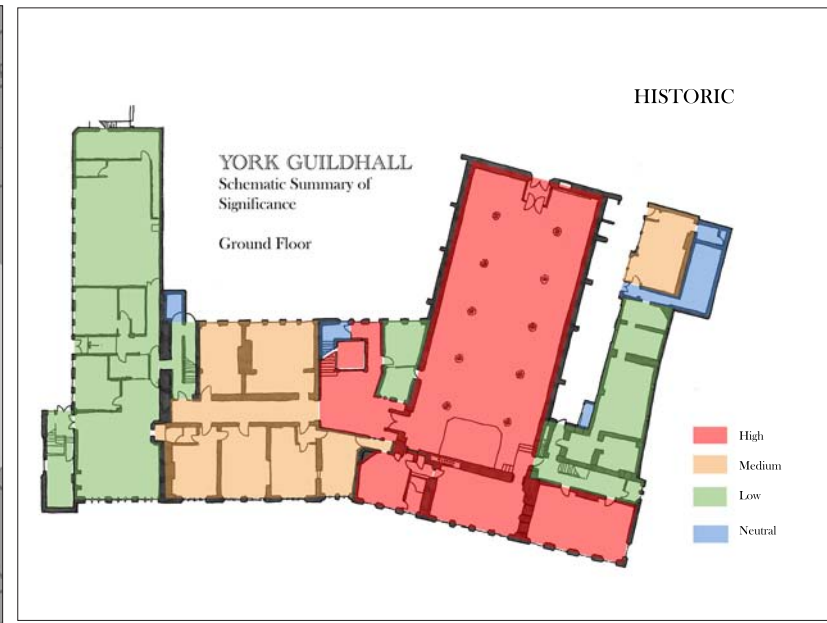 HISTORIC
YORK GUILDHALL
Schematic Summary of
Significance
Ground Floor
High
Medium
Low
Neutral